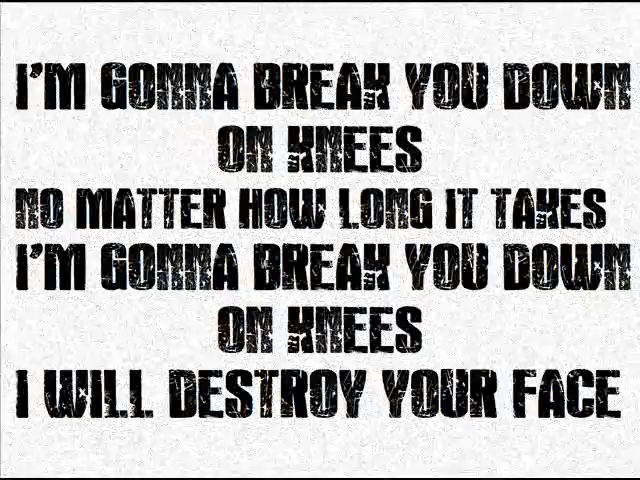 I'M GONNA BREAK YOU DOWN
ON KNEES
NO MATTER HOW LONG IT TAKES
I'M GONNA BREAK YOU DOWN
ON KNEES
I WILL DESTROY YOUR FACE